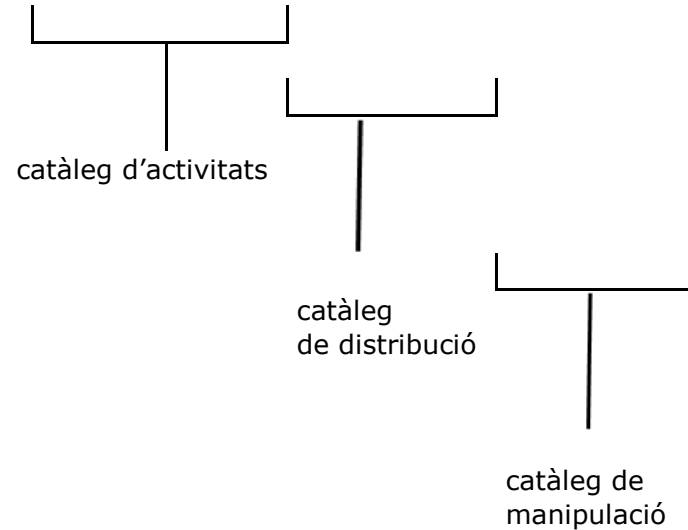 catàleg d’activitats
catàleg
de distribució
catàleg de
manipulació